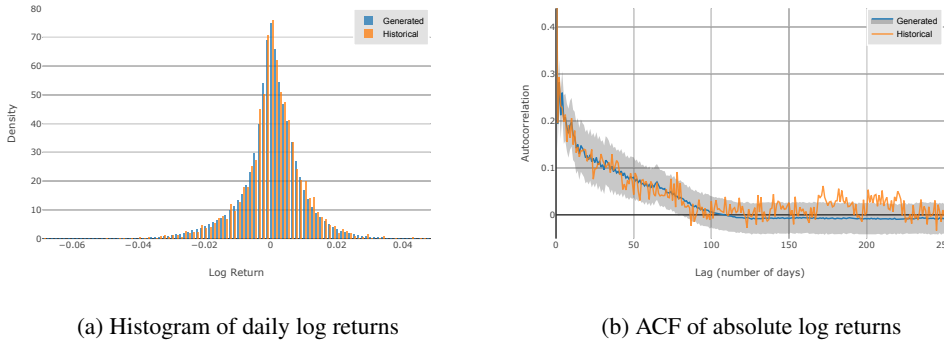 80
70
60
50
40
30
20
10
0
Density
−0.06
−0.04
−0.02
0
0.02
0.04
Log Return
Generated
Historical
(a) Histogram of daily log returns
0.4
0.3
0.2
0.1
0
Autocorrelation
0
50
100
150
200
250
Lag (number of days)
Generated
Historical
(b) ACF of absolute log returns